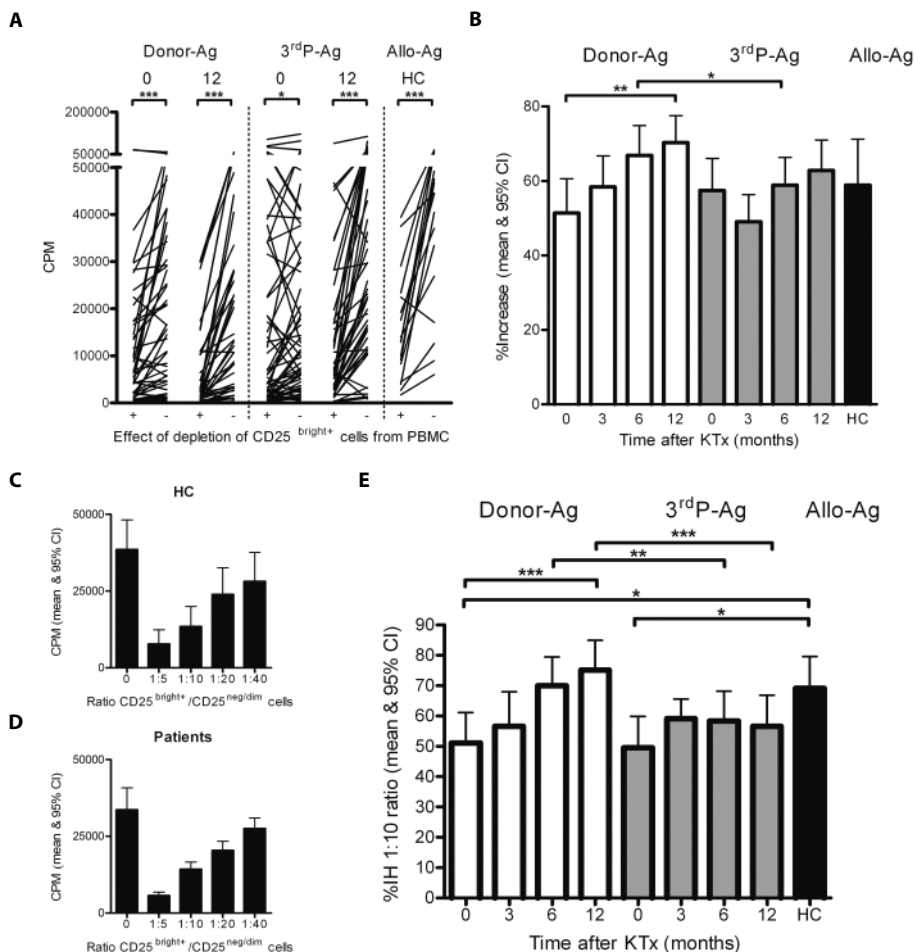 A
Donor-Ag 3rdP-Ag Allo-Ag
0 12 0 12 HC
*** *** * *** ***
200000
50000
50000
40000
30000
20000
10000
0
CPM
+ - + - + - + - + -
Effect of depletion of CD25 bright+ cells from PBMC
B
Donor-Ag 3rdP-Ag Allo-Ag
** *
80
60
40
20
0
%Increase (mean & 95% CI)
0 3 6 12 0 3 6 12 HC
Time after KTx (months)
C
HC
50000
25000
0
CPM (mean & 95% CI)
0 1:5 1:10 1:20 1:40
Ratio CD25 bright+ /CD25 neg/dim cells
D
Patients
50000
25000
0
CPM (mean & 95% CI)
0 1:5 1:10 1:20 1:40
Ratio CD25 bright+ /CD25 neg/dim cells
E
Donor-Ag 3rdP-Ag Allo-Ag
***
**
***
*
*
90
80
70
60
50
40
30
20
10
0
%IH 1:10 ratio (mean & 95% CI)
0 3 6 12 0 3 6 12 HC
Time after KTx (months)